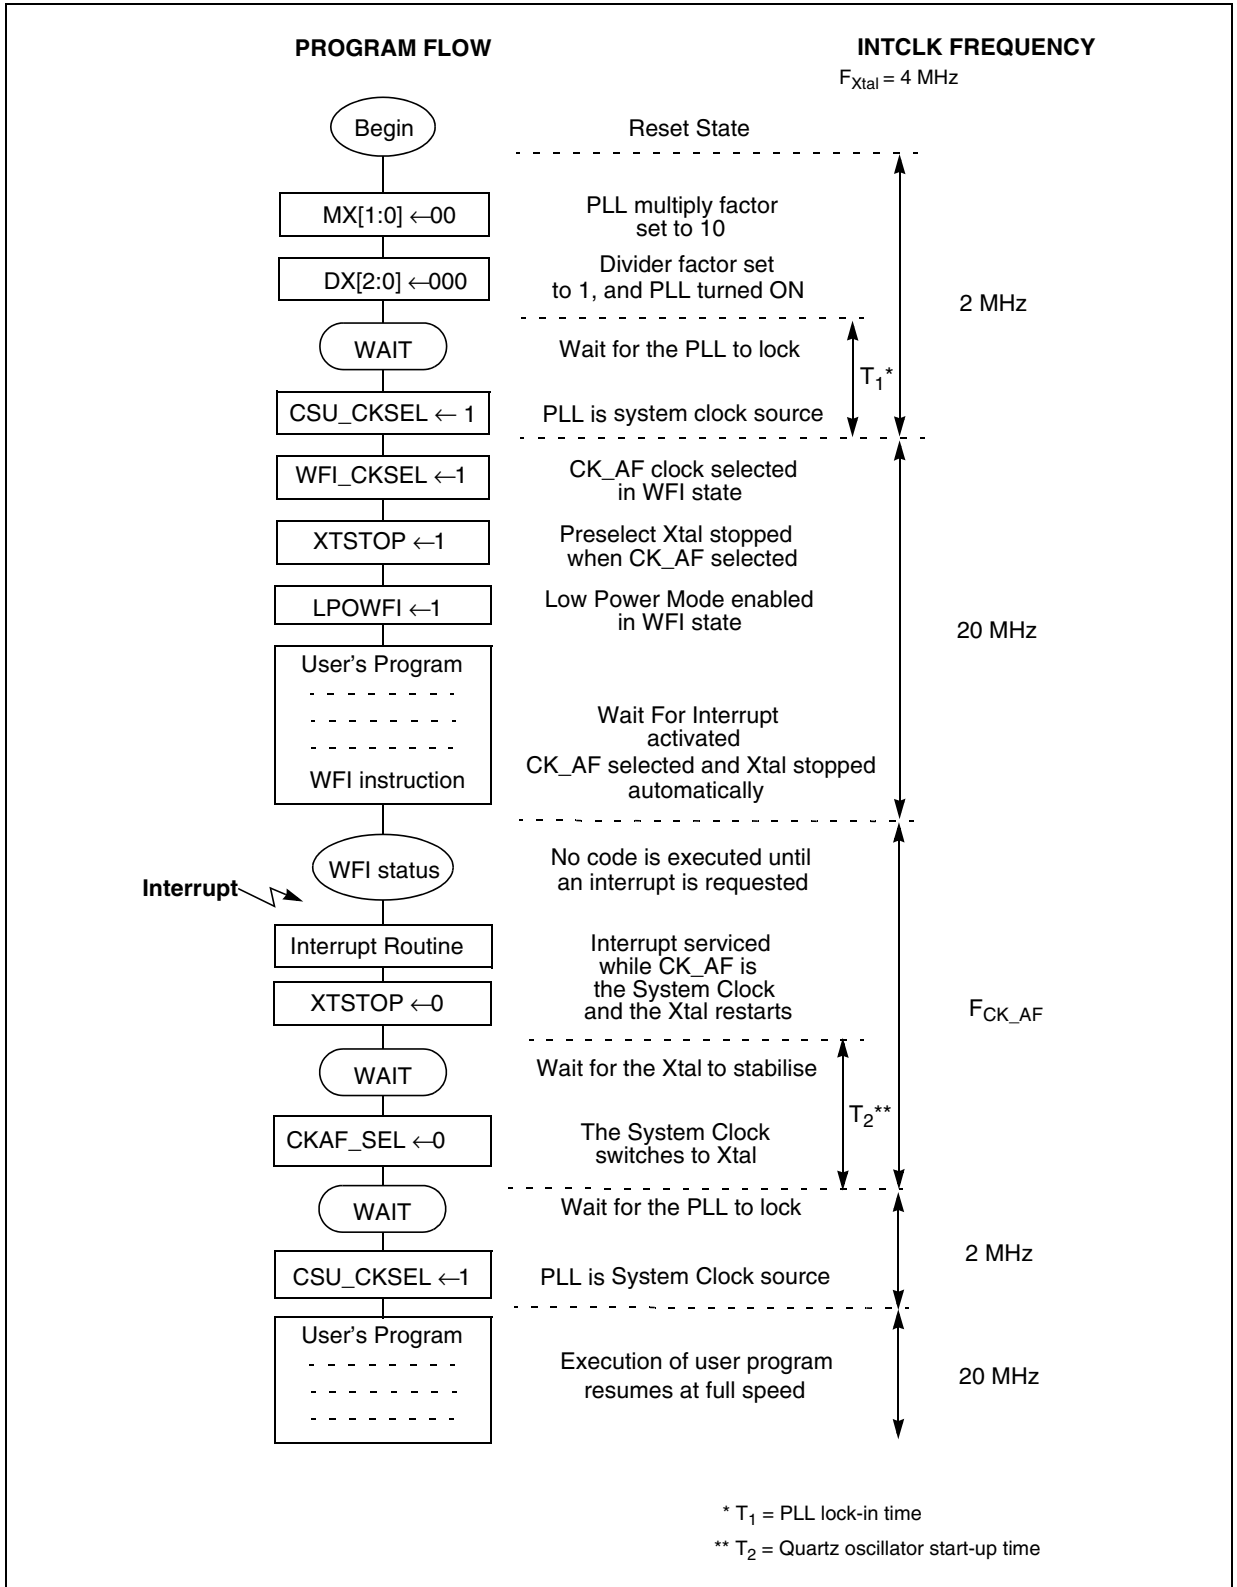 PROGRAM FLOW
INTCLK FREQUENCY
F_Xtal = 4 MHz
Begin
Reset State
MX[1:0] ←00
PLL multiply factor
set to 10
DX[2:0] ←000
Divider factor set
to 1, and PLL turned ON
2 MHz
WAIT
Wait for the PLL to lock
T1*
CSU_CKSEL ← 1
PLL is system clock source
WFI_CKSEL ←1
CK_AF clock selected
in WFI state
XTSTOP ←1
Preselect Xtal stopped
when CK_AF selected
LPOWFI ←1
Low Power Mode enabled
in WFI state
20 MHz
User's Program
WFI instruction
Wait For Interrupt
activated
CK_AF selected and Xtal stopped
automatically
WFI status
No code is executed until
an interrupt is requested
Interrupt
Interrupt Routine
Interrupt serviced
while CK_AF is
the System Clock
and the Xtal restarts
XTSTOP ←0
F_CK_AF
WAIT
Wait for the Xtal to stabilise
T2**
CKAF_SEL ←0
The System Clock
switches to Xtal
WAIT
Wait for the PLL to lock
2 MHz
CSU_CKSEL ←1
PLL is System Clock source
User's Program
Execution of user program
resumes at full speed
20 MHz
* T1 = PLL lock-in time
** T2 = Quartz oscillator start-up time